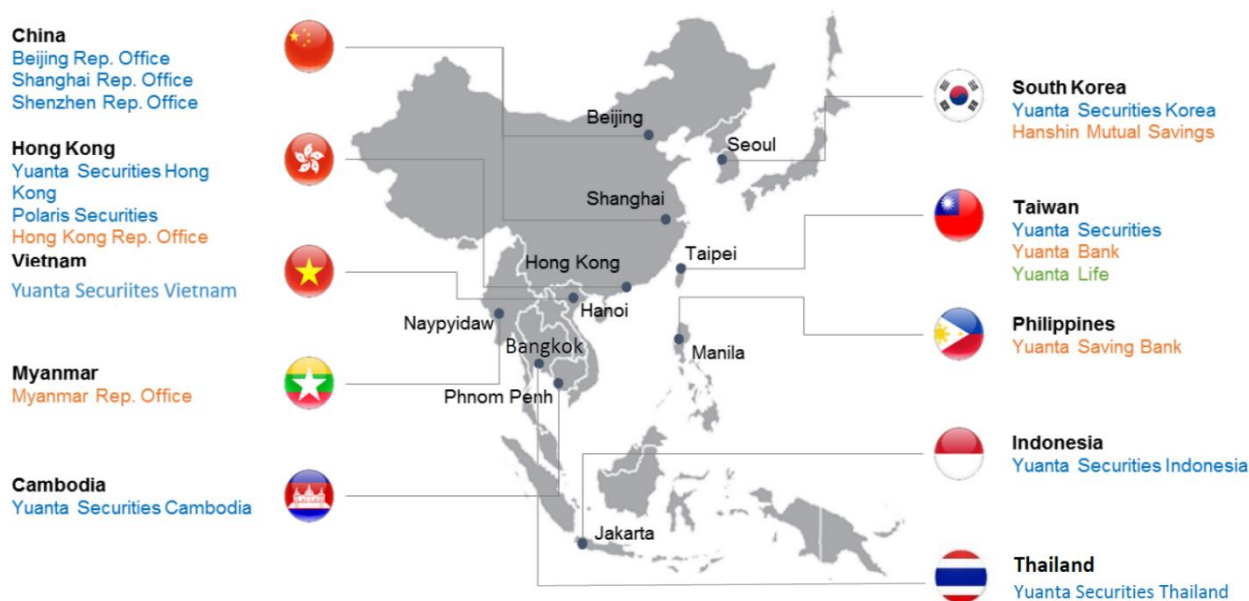 China
Beijing Rep. Office
Shanghai Rep. Office
Shenzhen Rep. Office
Hong Kong
Yuanta Securities Hong
Kong
Polaris Securities
Hong Kong Rep. Office
Vietnam
Yuanta Securiites Vietnam
Myanmar
Myanmar Rep. Office
Cambodia
Yuanta Securities Cambodia
Beijing
Seoul
Shanghai
Taipei
Hong Kong
Hanoi
Naypyidaw
Bangkok
Manila
Phnom Penh
Jakarta
South Korea
Yuanta Securities Korea
Hanshin Mutual Savings
Taiwan
Yuanta Securities
Yuanta Bank
Yuanta Life
Philippines
Yuanta Saving Bank
Indonesia
Yuanta Securities Indonesia
Thailand
Yuanta Securities Thailand